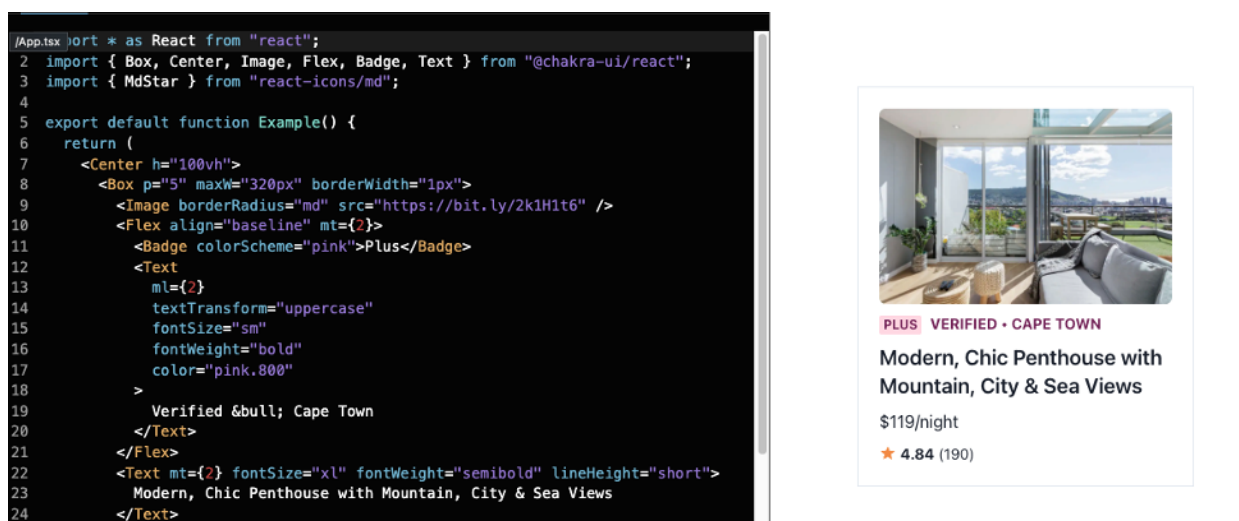 /App.tsx port * as React from "react";
2 import { Box, Center, Image, Flex, Badge, Text } from "@chakra-ui/react";
3 import { MdStar } from "react-icons/md";
4
5 export default function Example() {
6 return (
7 <Center h="100vh">
8 <Box p="5" maxW="320px" borderWidth="1px">
9 <Image borderRadius="md" src="https://bit.ly/2k1H1t6" />
10 <Flex align="baseline" mt={2}>
11 <Badge colorScheme="pink">Plus</Badge>
12 <Text
13 ml={2}
14 textTransform="uppercase"
15 fontSize="sm"
16 fontWeight="bold"
17 color="pink.800"
18 >
19 Verified &bull; Cape Town
20 </Text>
21 </Flex>
22 <Text mt={2} fontSize="xl" fontWeight="semibold" lineHeight="short">
23 Modern, Chic Penthouse with Mountain, City & Sea Views
24 </Text>
PLUS VERIFIED • CAPE TOWN
Modern, Chic Penthouse with
Mountain, City & Sea Views
$119/night
4.84 (190)